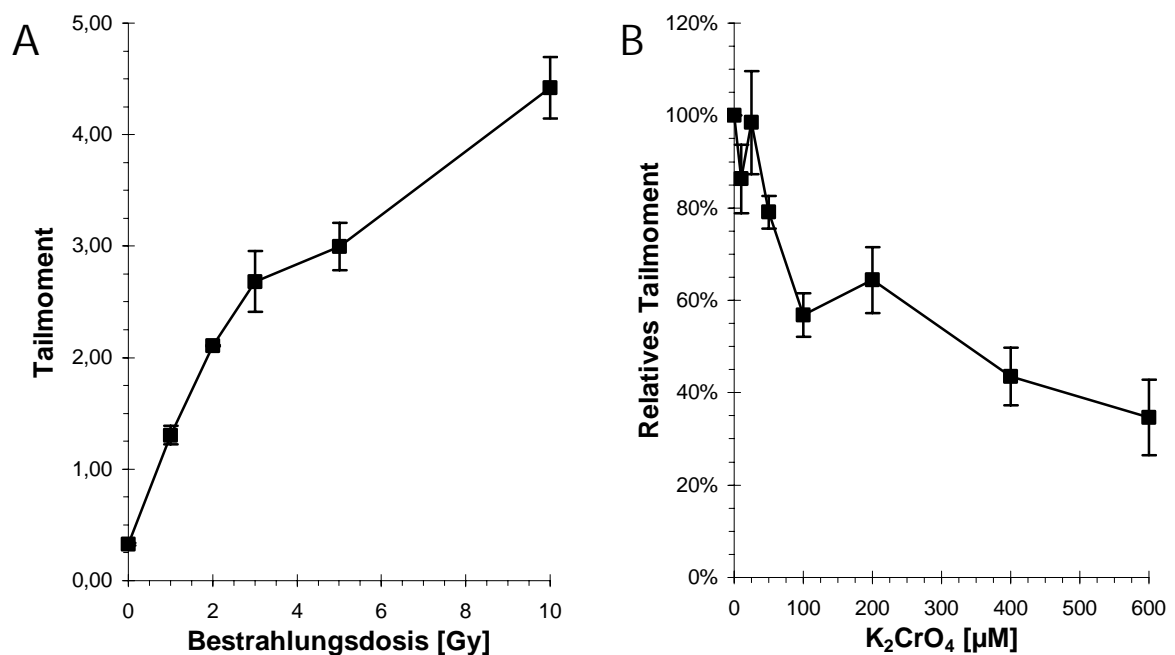 A
5,00
4,00
3,00
2,00
1,00
0,00
Tailmoment
0 2 4 6 8 10
Bestrahlungsdosis [Gy]
B
120%
100%
80%
60%
40%
20%
0%
Relatives Tailmoment
0 100 200 300 400 500 600
K₂CrO₄ [µM]